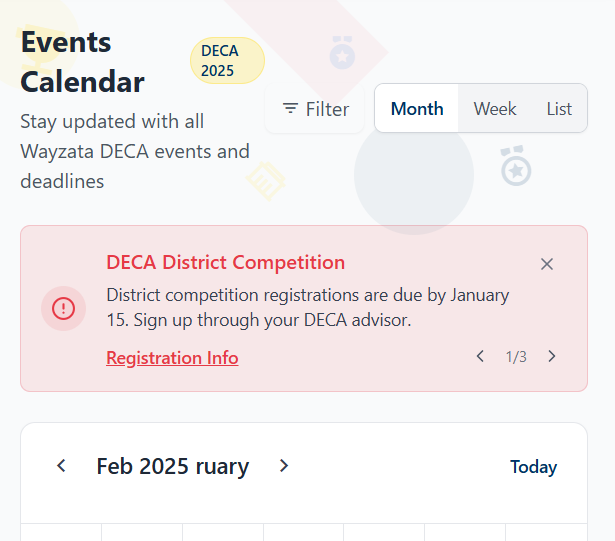 Events
Calendar
DECA
2025
Stay updated with all
Wayzata DECA events and
deadlines
Filter
Month
Week
List
DECA District Competition
District competition registrations are due by January
15. Sign up through your DECA advisor.
Registration Info
1/3
Feb 2025 ruary
Today